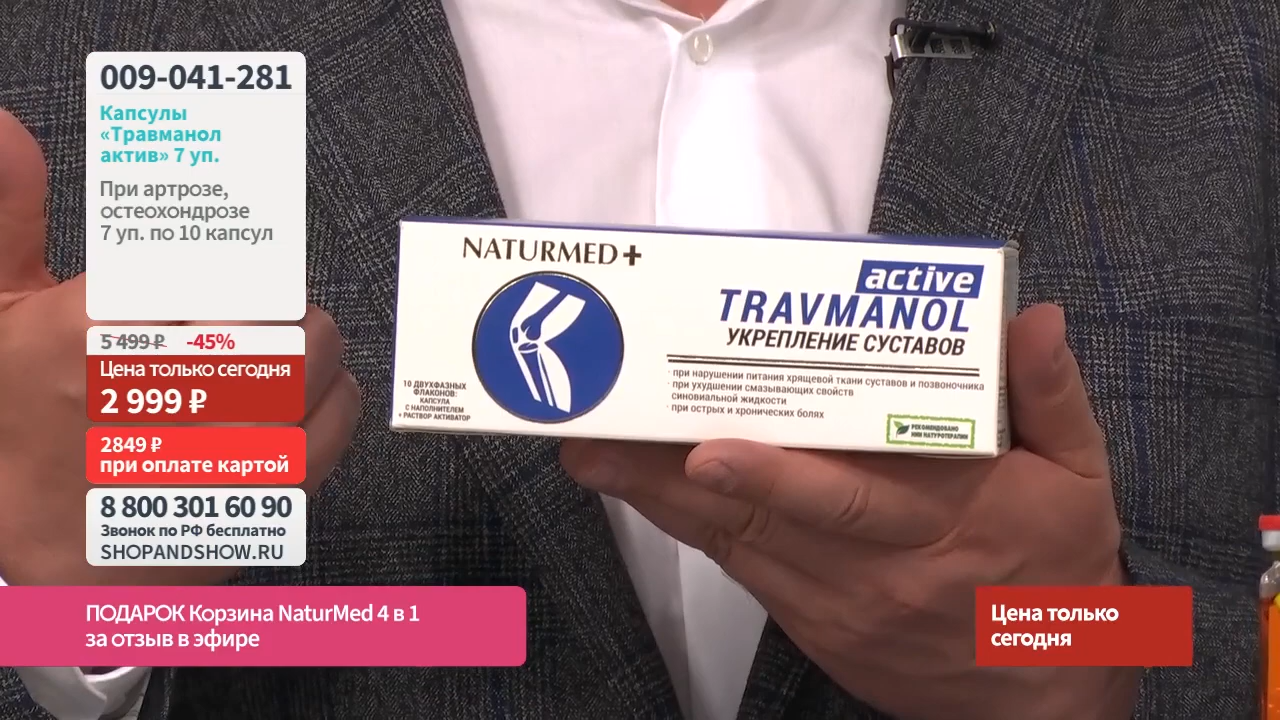 009-041-281
Капсулы
«Травманол
актив» 7 уп.
При артрозе,
остеохондрозе
7 уп. по 10 капсул
5 499 ₽ -45%
Цена только сегодня
2 999 ₽
2849 ₽
при оплате картой
8 800 301 60 90
Звонок по РФ бесплатно
SHOPANDSHOW.RU
ПОДАРОК Корзина NaturMed 4 в 1
за отзыв в эфире
NATURMED+
active
TRAVMANOL
УКРЕПЛЕНИЕ СУСТАВОВ
· при нарушении питания хрящевой ткани суставов и позвоночника
· при ухудшении смазывающих свойств
синовиальной жидкости
· при острых и хронических болях
10 ДВУХФАЗНЫХ
ФЛАКОНОВ:
КАПСУЛА
С НАПОЛНИТЕЛЕМ
+ РАСТВОР АКТИВАТОР
РЕКОМЕНДОВАНО
НИИ НАТУРОТЕРАПИИ
Цена только
сегодня